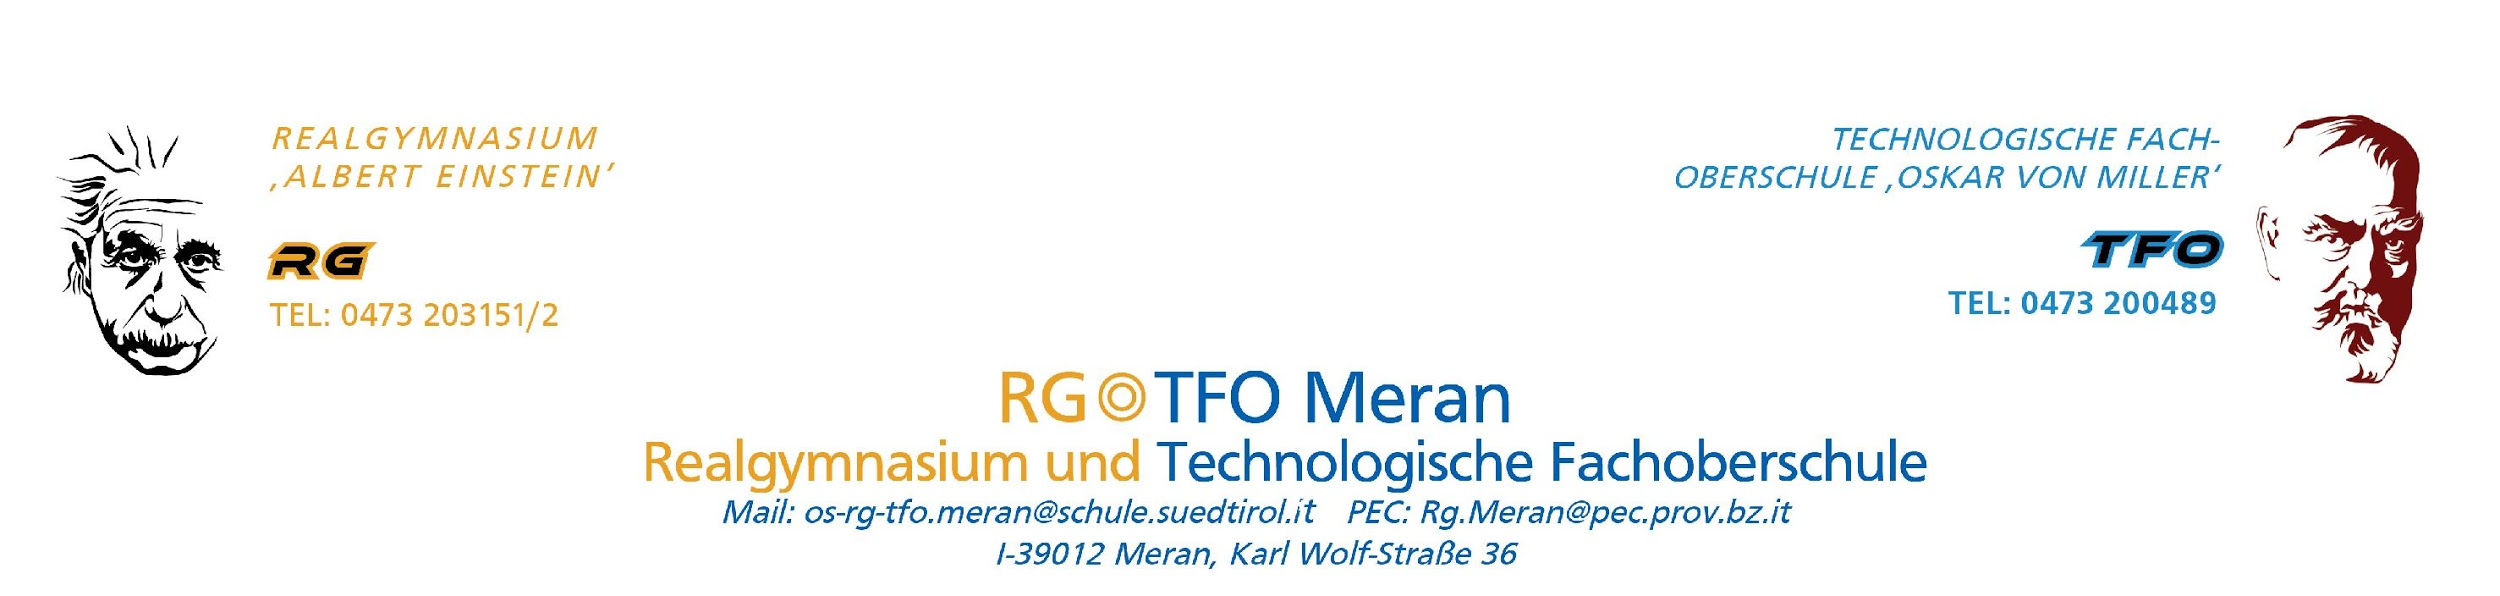 REALGYMNASIUM
‚ALBERT EINSTEIN’
RG
TEL: 0473 203151/2
TECHNOLOGISCHE FACH-
OBERSCHULE ‚OSKAR VON MILLER’
TFO
TEL: 0473 200489
RG TFO Meran
Realgymnasium und Technologische Fachoberschule
Mail: os-rg-tfo.meran@schule.suedtirol.it PEC: Rg.Meran@pec.prov.bz.it
I-39012 Meran, Karl Wolf-Straße 36